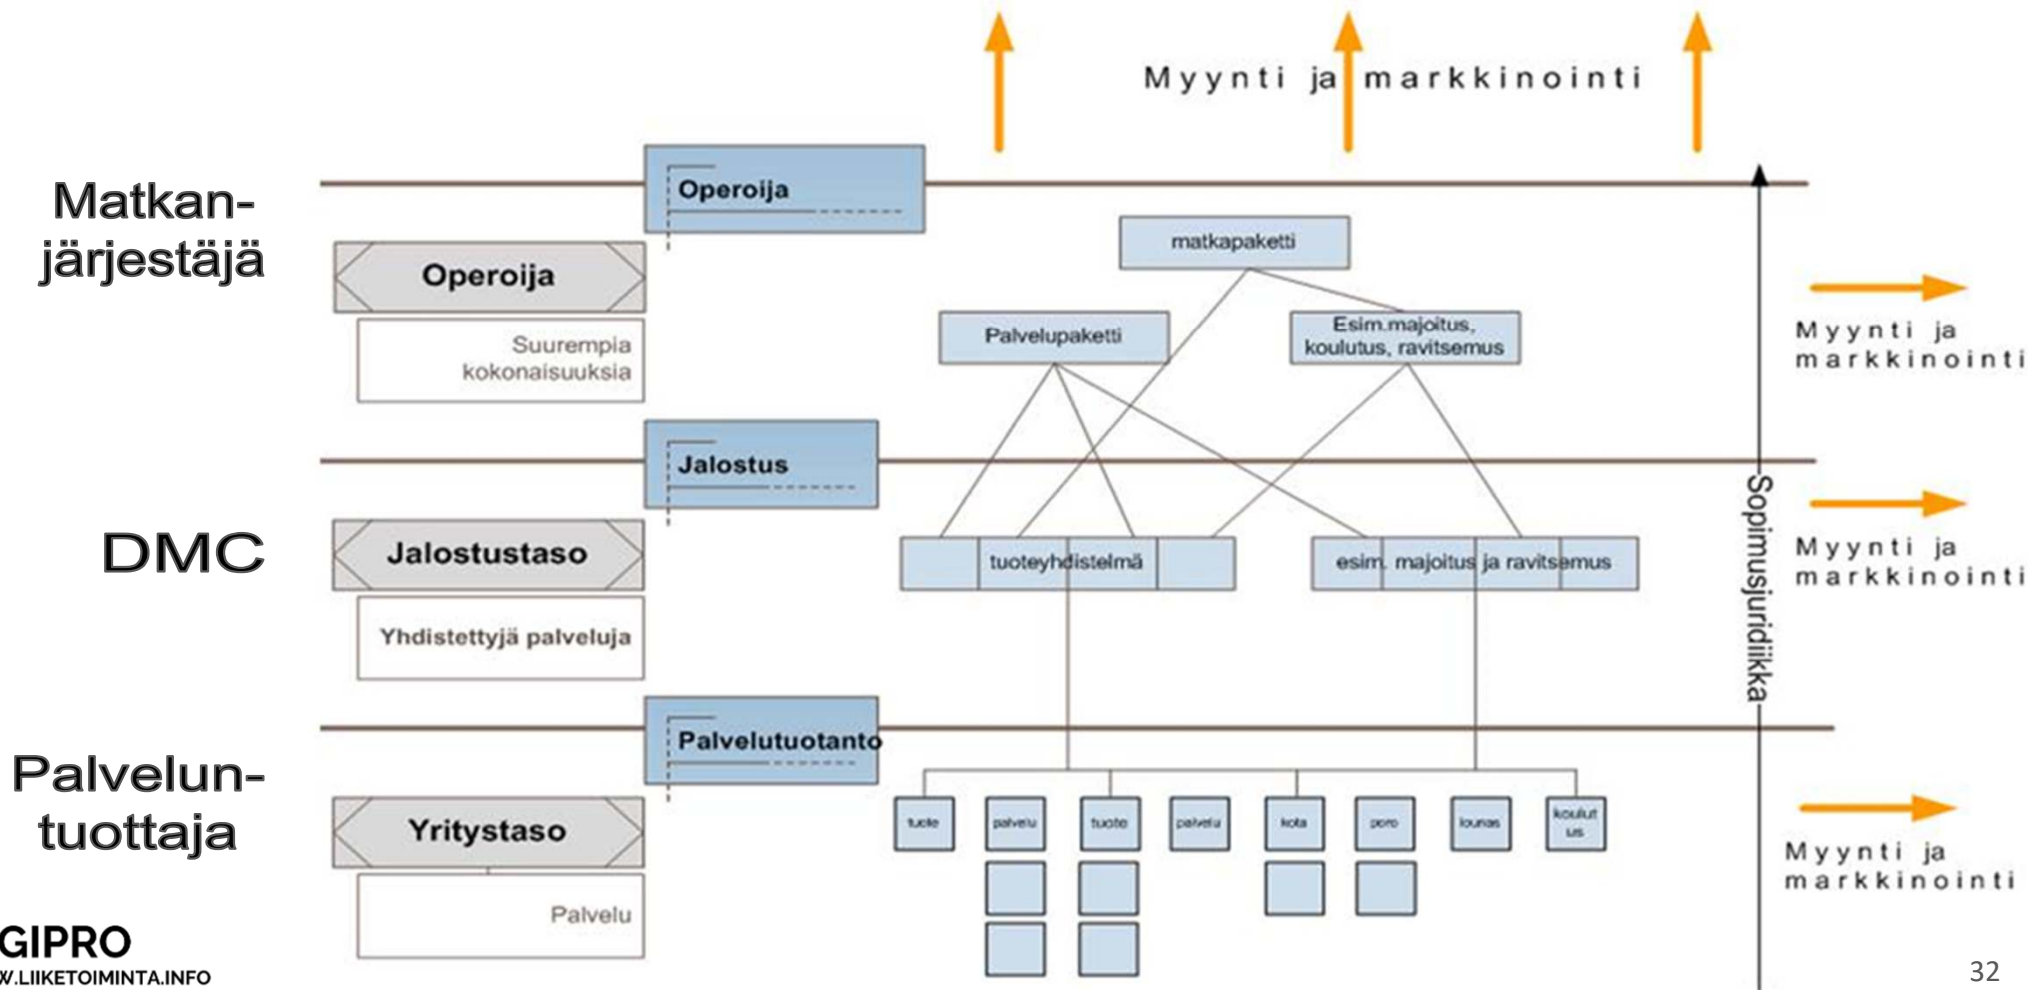 Myynti ja markkinointi
Matkan-
järjestäjä
Operoija
Operoija
Suurempia
kokonaisuuksia
matkapaketti
Palvelupaketti
Esim.majoitus,
koulutus, ravitsemus
Myynti ja
markkinointi
DMC
Jalostus
Jalostustaso
Yhdistettyjä palveluja
tuoteyhdistelmä
esim. majoitus ja ravitsemus
Sopimusjuridiikka
Myynti ja
markkinointi
Palvelun-
tuottaja
Palvelutuotanto
Yritystaso
Palvelu
tuote
palvelu
tuote
palvelu
kota
poro
lounas
koulut
us
Myynti ja
markkinointi
GIPRO
W.LIIKETOIMINTA.INFO
32